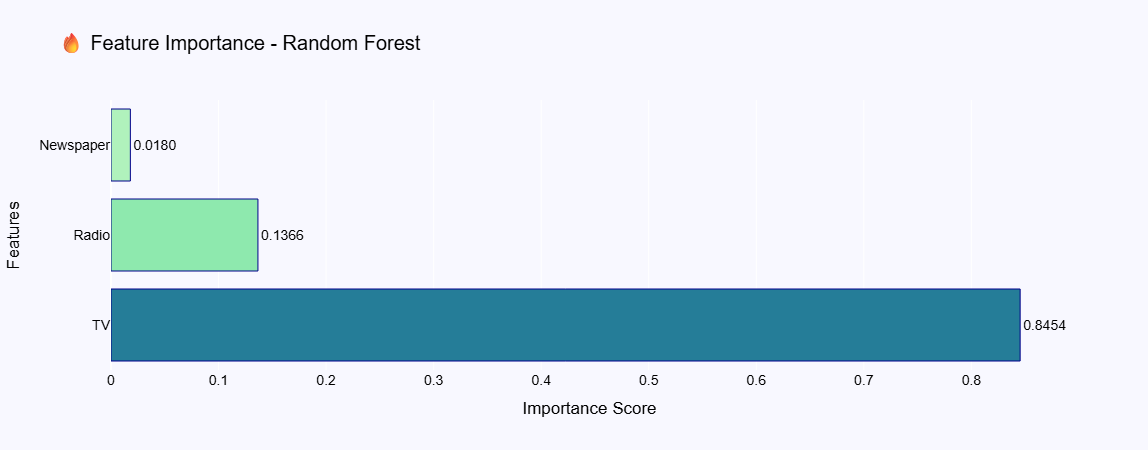 🔥 Feature Importance - Random Forest
Features
Newspaper 0.0180
Radio 0.1366
TV 0.8454
0 0.1 0.2 0.3 0.4 0.5 0.6 0.7 0.8
Importance Score